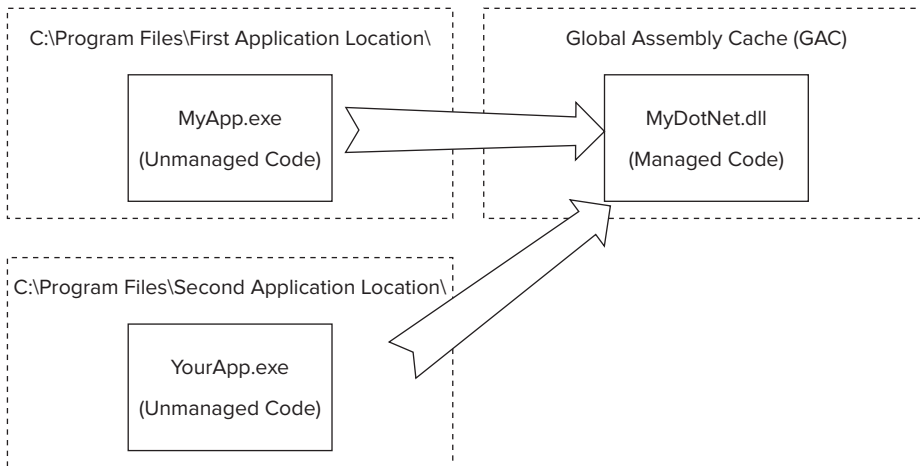 C:\Program Files\First Application Location\
MyApp.exe
(Unmanaged Code)
Global Assembly Cache (GAC)
MyDotNet.dll
(Managed Code)
C:\Program Files\Second Application Location\
YourApp.exe
(Unmanaged Code)